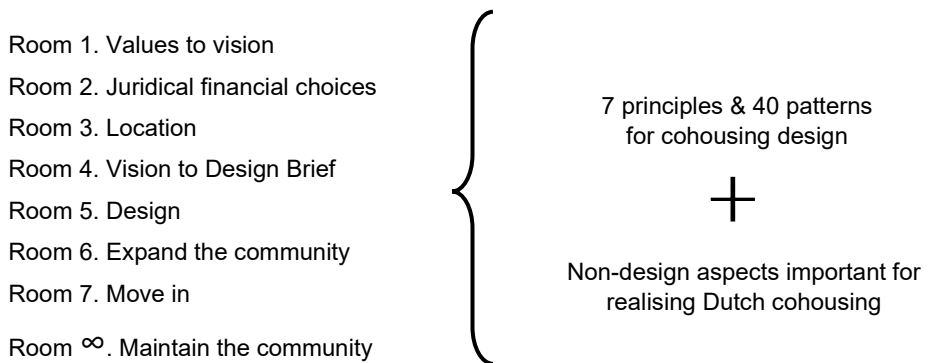 Room 1. Values to vision
Room 2. Juridical financial choices
Room 3. Location
Room 4. Vision to Design Brief
Room 5. Design
Room 6. Expand the community
Room 7. Move in
Room ∞. Maintain the community
7 principles & 40 patterns
for cohousing design
+
Non-design aspects important for
realising Dutch cohousing